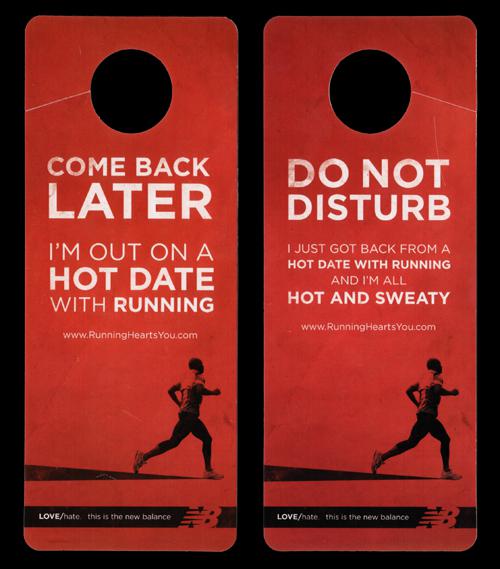 COME BACK
LATER
I'M OUT ON A
HOT DATE
WITH RUNNING
www.RunningHeartsYou.com
LOVE/hate. this is the new balance
NB
DO NOT
DISTURB
I JUST GOT BACK FROM A
HOT DATE WITH RUNNING
AND I'M ALL
HOT AND SWEATY
www.RunningHeartsYou.com
LOVE/hate. this is the new balance
NB